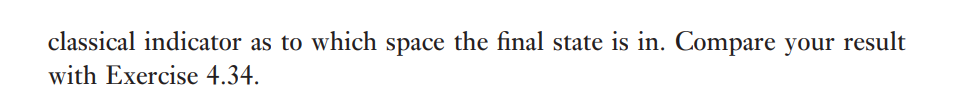 classical indicator as to which space the final state is in. Compare your result
with Exercise 4.34.